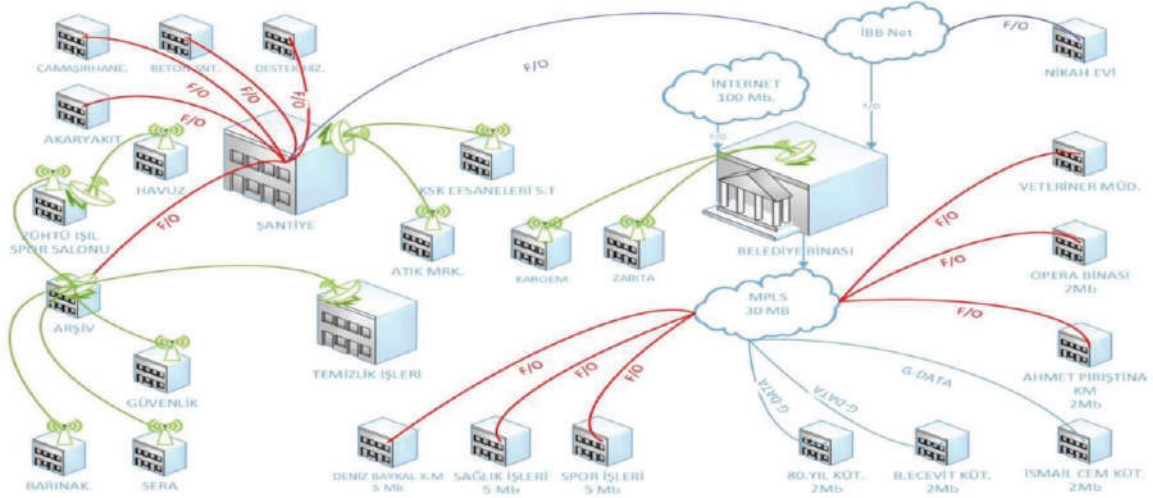 ÇAMAŞIRHANE.
BETON ŞNT.
DESTEK HİZ.
F/O
F/O
F/O
F/O
AKARYAKIT
HAVUZ
ZÜHTÜ IŞIL
SPOR SALONU
F/O
ŞANTİYE
KSK EFSANELERİ S.T
ATIK MRK.
ARŞİV
TEMİZLİK İŞLERİ
GÜVENLİK
BARINAK.
SERA
F/O
İBB Net
F/O
NİKAH EVİ
İNTERNET
100 Mb.
F/O
F/O
BELEDİYE BİNASI
KARGEM.
ZABITA
MPLS
30 MB
F/O
VETERİNER MÜD.
F/O
OPERA BİNASI
2Mb
F/O
AHMET PİRİŞTİNA
KM
2Mb
F/O
F/O
F/O
G-DATA
G-DATA
G-DATA
DENİZ BAYKAL K.M
5 Mb
SAĞLIK İŞLERİ
5 Mb
SPOR İŞLERİ
5 Mb
80.YIL KÜT.
2Mb
B.ECEVİT KÜT.
2Mb
İSMAİL CEM KÜT.
2Mb